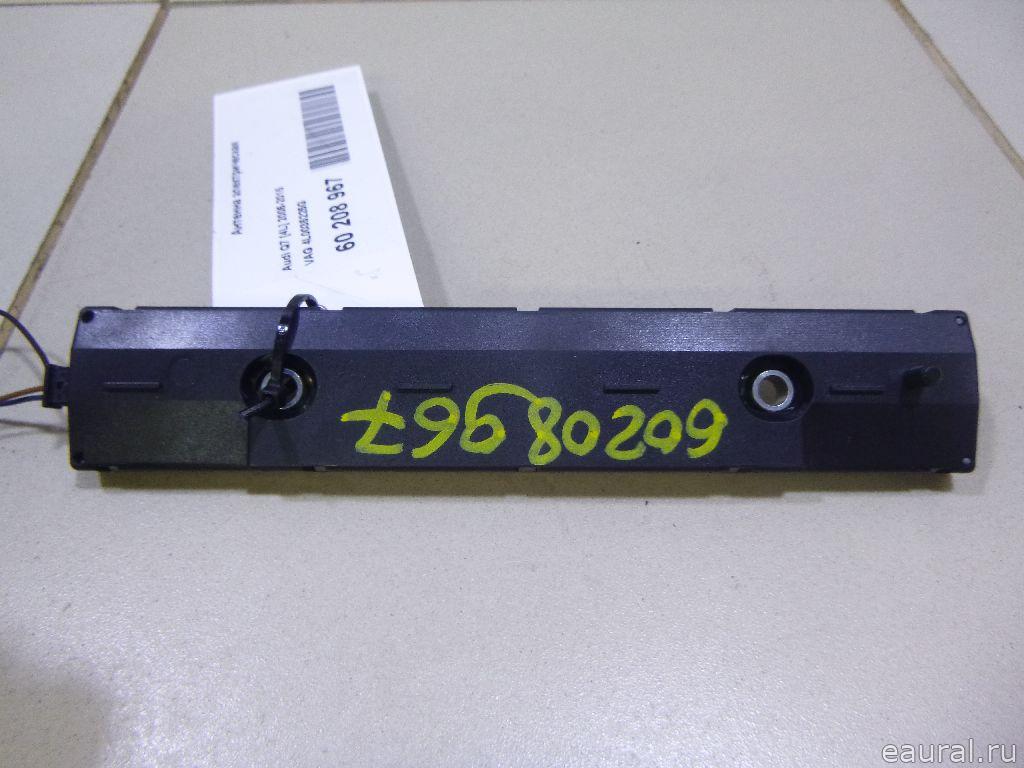 Антенна электрическая
Audi Q7 [4L] 2005-2015
VAG 4L0035225G
60 208 967
60208967
eaural.ru